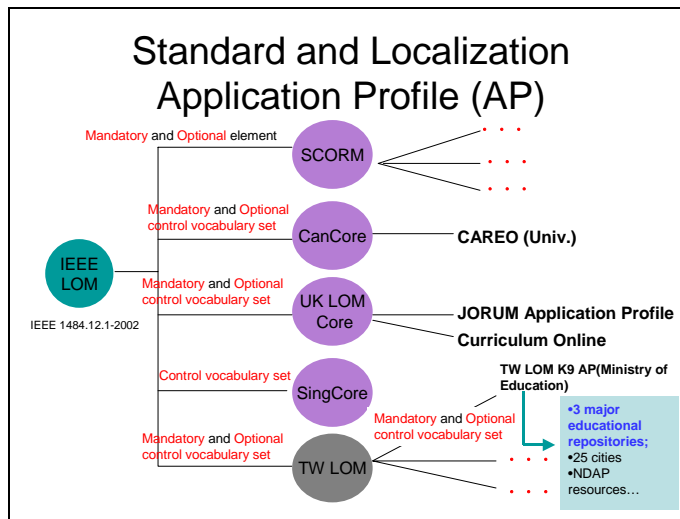 Standard and Localization
Application Profile (AP)
Mandatory and Optional element
SCORM
. . .
. . .
. . .
Mandatory and Optional
control vocabulary set
CanCore
CAREO (Univ.)
IEEE
LOM
IEEE 1484.12.1-2002
Mandatory and Optional
control vocabulary set
UK LOM
Core
JORUM Application Profile
Curriculum Online
Control vocabulary set
SingCore
TW LOM K9 AP(Ministry of
Education)
Mandatory and Optional
control vocabulary set
Mandatory and Optional
control vocabulary set
TW LOM
. . .
. . .
•3 major
educational
repositories;
•25 cities
•NDAP
resources…